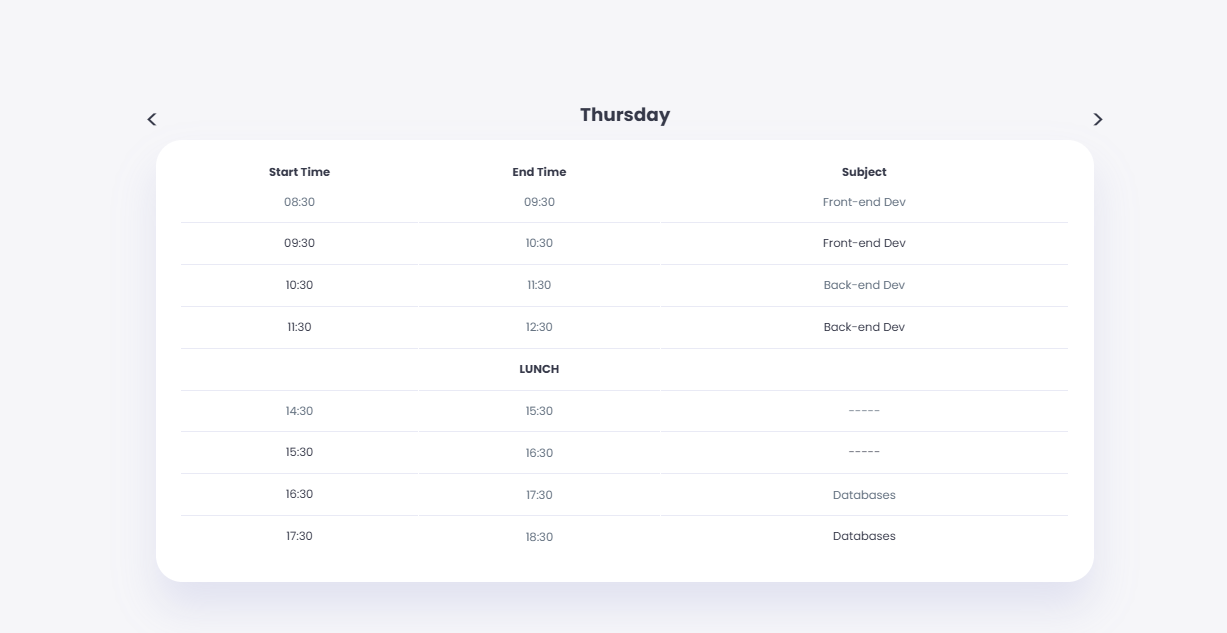 < Thursday >
Start Time End Time Subject
08:30 09:30 Front-end Dev
09:30 10:30 Front-end Dev
10:30 11:30 Back-end Dev
11:30 12:30 Back-end Dev
LUNCH
14:30 15:30 -----
15:30 16:30 -----
16:30 17:30 Databases
17:30 18:30 Databases